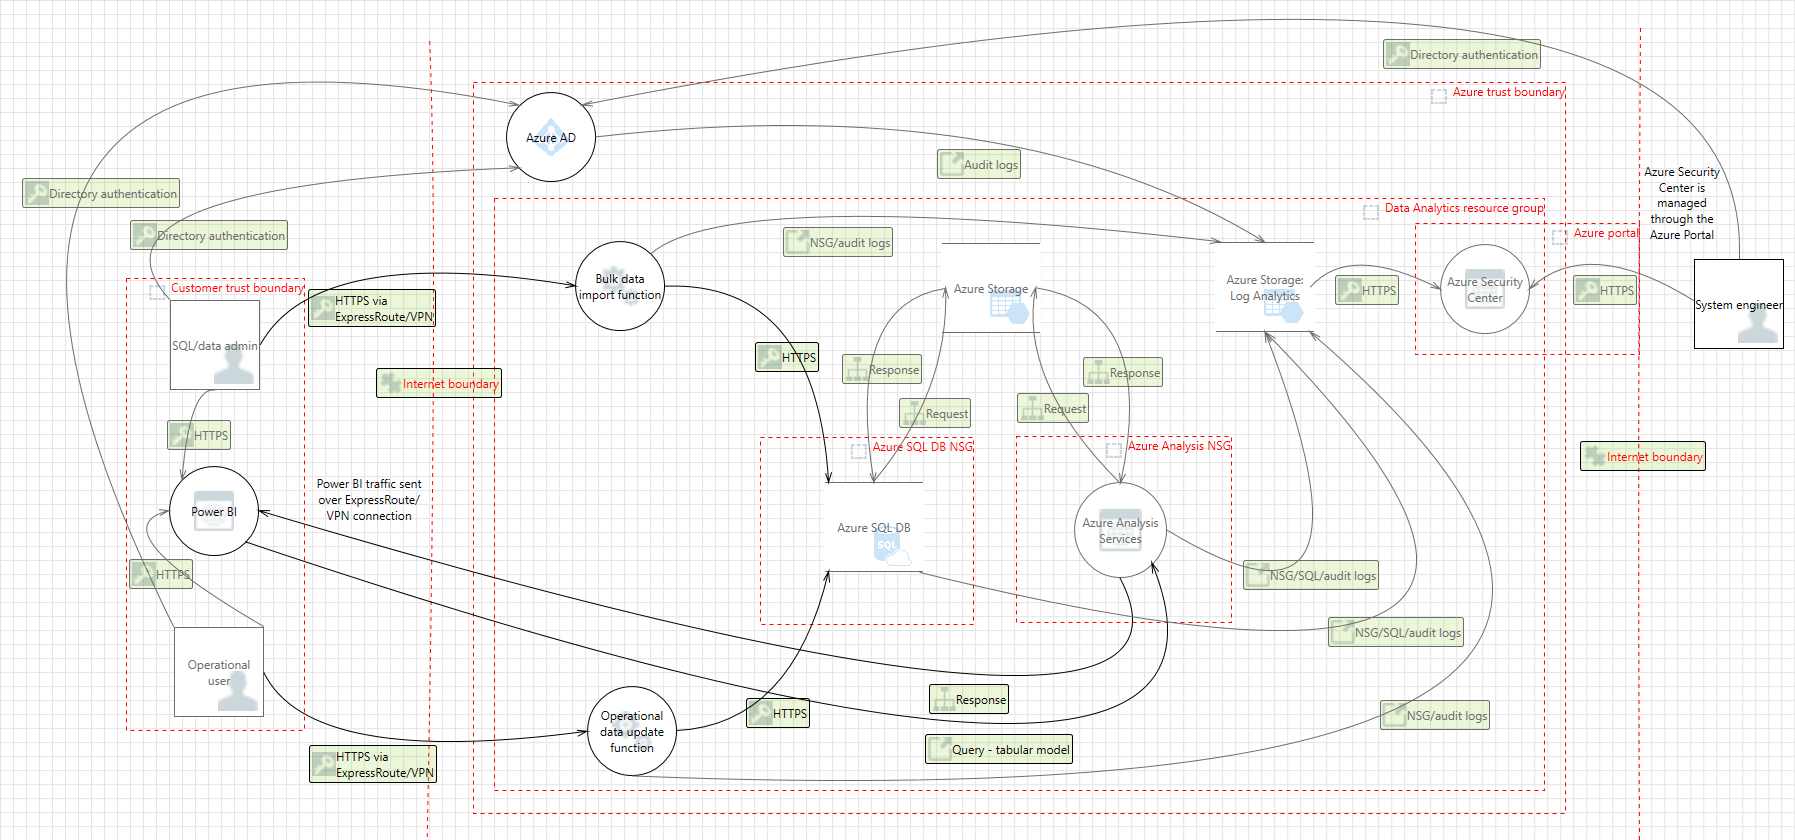 Directory authentication
Azure trust boundary
Azure AD
Audit logs
Directory authentication
Directory authentication
Azure Security
Center is
managed
through the
Azure Portal
Data Analytics resource group
Azure portal
NSG/audit logs
Customer trust boundary
HTTPS via
ExpressRoute/VPN
Bulk data
import function
Azure Storage
Azure Storage:
Log Analytics
HTTPS
Azure Security
Center
HTTPS
System engineer
SQL/data admin
HTTPS
Response
Response
Internet boundary
Request
Request
HTTPS
Azure SQL DB NSG
Azure Analysis NSG
Internet boundary
Power BI traffic sent
over ExpressRoute/
VPN connection
Power BI
Azure SQL DB
SQL
Azure Analysis
Services
HTTPS
NSG/SQL/audit logs
NSG/SQL/audit logs
Operational
user
Response
HTTPS
NSG/audit logs
Operational
data update
function
Query - tabular model
HTTPS via
ExpressRoute/VPN